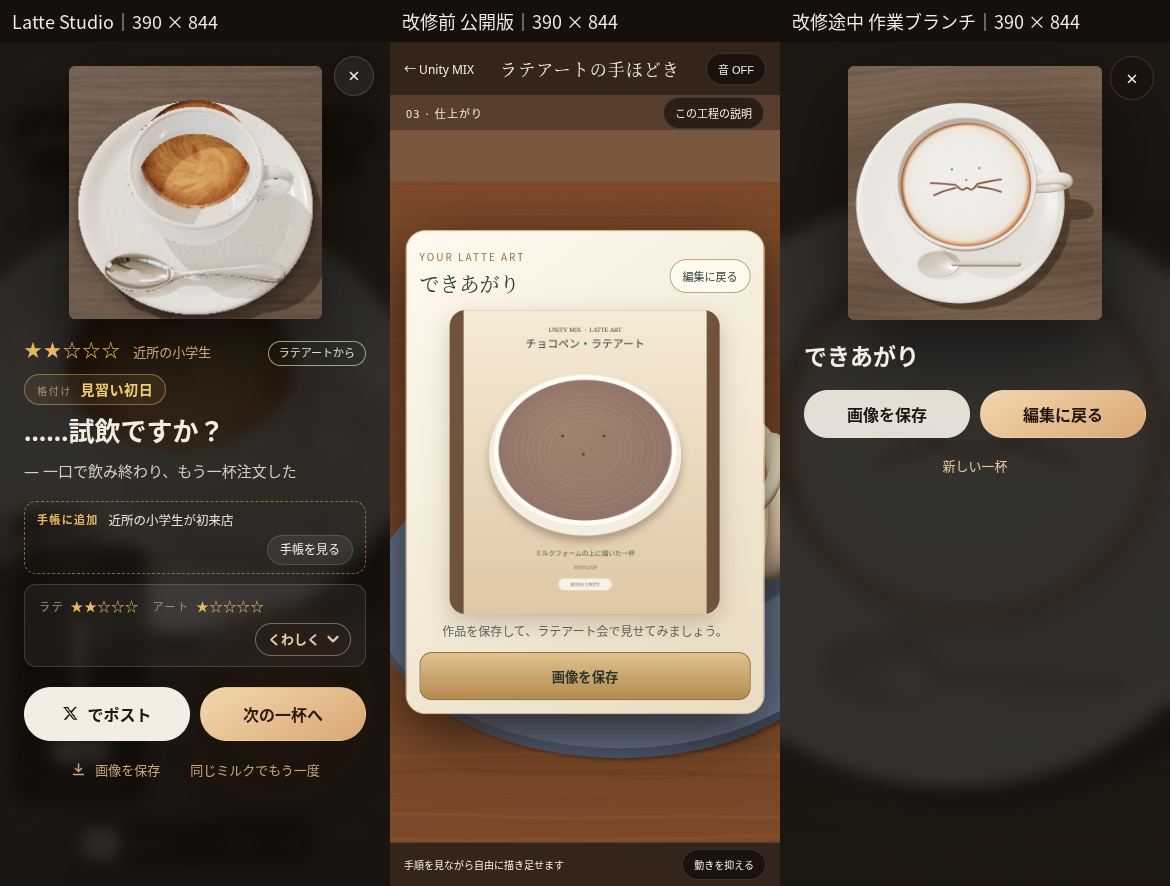 Latte Studio｜390 × 844
×
★★☆☆☆ 近所の小学生
ラテアートから
格付け 見習い初日
……試飲ですか？
— 一口で飲み終わり、もう一杯注文した
手帳に追加 近所の小学生が初来店
手帳を見る
ラテ ★★☆☆☆ アート ★☆☆☆☆
くわしく
X でポスト
次の一杯へ
画像を保存
同じミルクでもう一度
改修前 公開版｜390 × 844
← Unity MIX
ラテアートの手ほどき
音 OFF
03 · 仕上がり
この工程の説明
YOUR LATTE ART
できあがり
編集に戻る
UNITY MIX · LATTE ART
チョコペン・ラテアート
ミルクフォームの上に描いた一杯
作品を保存して、ラテアート会で見せてみましょう。
画像を保存
手順を見ながら自由に描き足せます
動きを抑える
改修途中 作業ブランチ｜390 × 844
×
できあがり
画像を保存
編集に戻る
新しい一杯